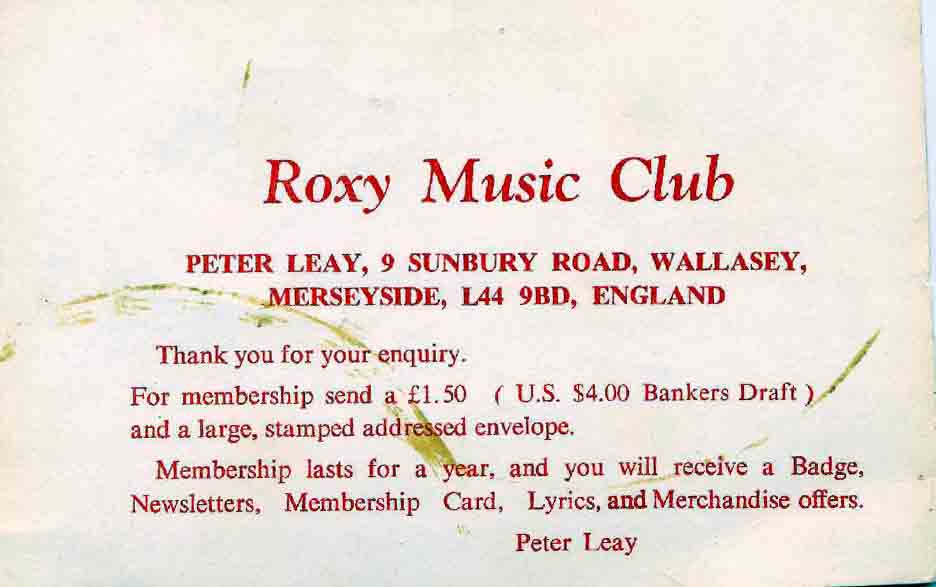 Roxy Music Club
PETER LEAY, 9 SUNBURY ROAD, WALLASEY,
MERSEYSIDE, L44 9BD, ENGLAND
Thank you for your enquiry.
For membership send a £1.50 ( U.S. $4.00 Bankers Draft )
and a large, stamped addressed envelope.
Membership lasts for a year, and you will receive a Badge,
Newsletters, Membership Card, Lyrics, and Merchandise offers.
Peter Leay